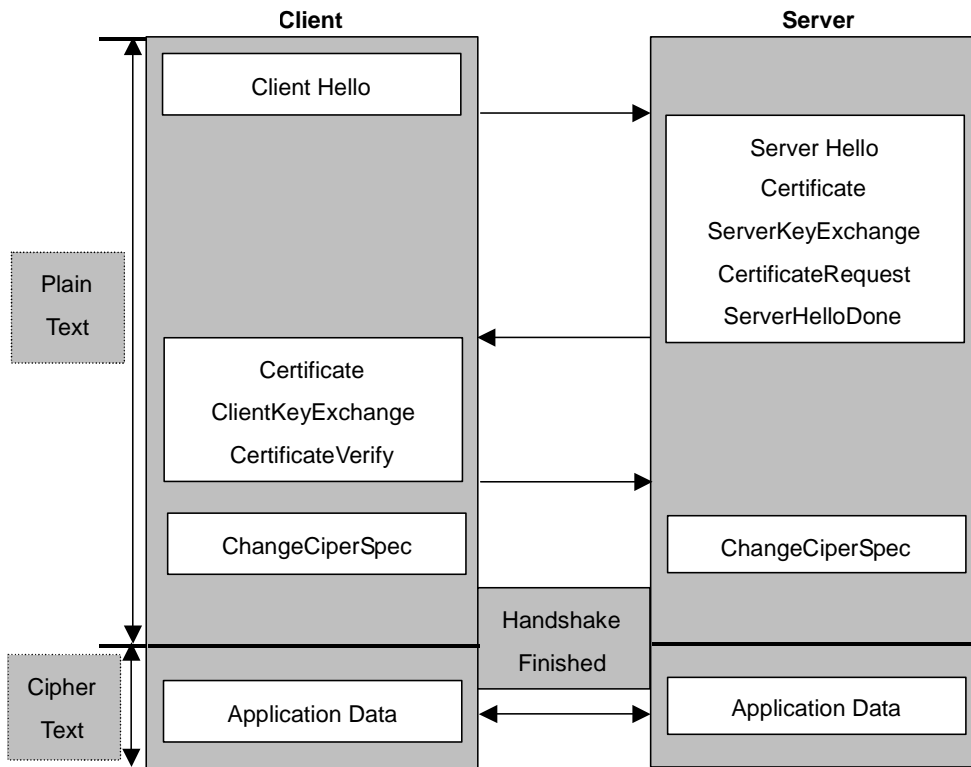 Client
Server
Client Hello
Server Hello
Certificate
ServerKeyExchange
CertificateRequest
ServerHelloDone
Plain
Text
Certificate
ClientKeyExchange
CertificateVerify
ChangeCiperSpec
ChangeCiperSpec
Handshake
Finished
Cipher
Text
Application Data
Application Data